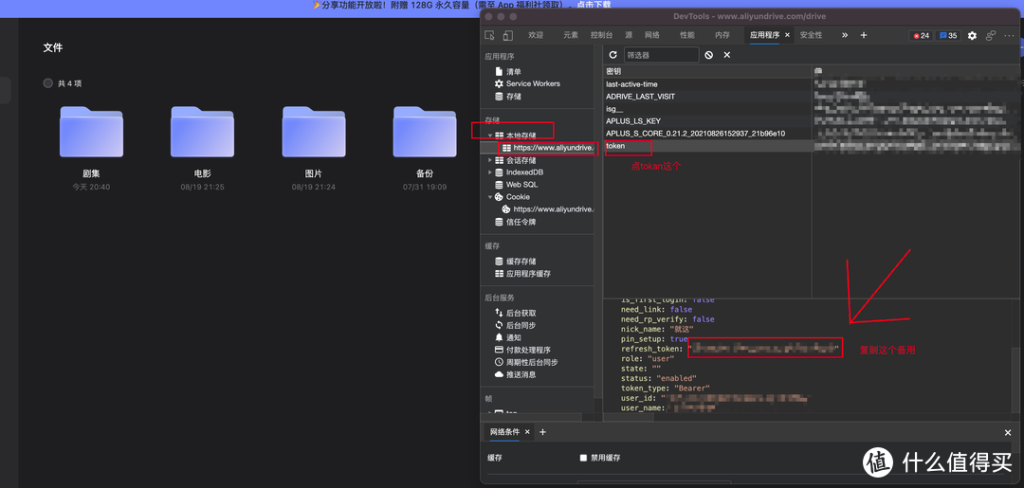 🎉分享功能开放啦！附赠 128G 永久容量（需至 App 福利社领取），点击下载
文件
共 4 项
剧集
今天 20:40
电影
08/19 21:25
图片
08/19 21:24
备份
07/31 19:09
DevTools - www.aliyundrive.com/drive
欢迎
元素
控制台
源
网络
性能
内存
应用程序 ×
安全性
»
+
24
35
应用程序
清单
Service Workers
存储
存储
本地存储
https://www.aliyundrive.
会话存储
IndexedDB
Web SQL
Cookie
https://www.aliyundrive.
信任令牌
缓存
缓存存储
应用程序缓存
后台服务
后台获取
后台同步
通知
付款处理程序
周期性后台同步
推送消息
帧
top
筛选器
密钥
值
last-active-time
ADRIVE_LAST_VISIT
isg__
APLUS_LS_KEY
APLUS_S_CORE_0.21.2_20210826152937_21b96e10
token
点tokan这个
is_first_login: false
need_link: false
need_rp_verify: false
nick_name: "就这"
pin_setup: true
refresh_token: "
复制这个备用
role: "user"
state: ""
status: "enabled"
token_type: "Bearer"
user_id: "
user_name:
网络条件 × +
缓存
禁用缓存
值 什么值得买